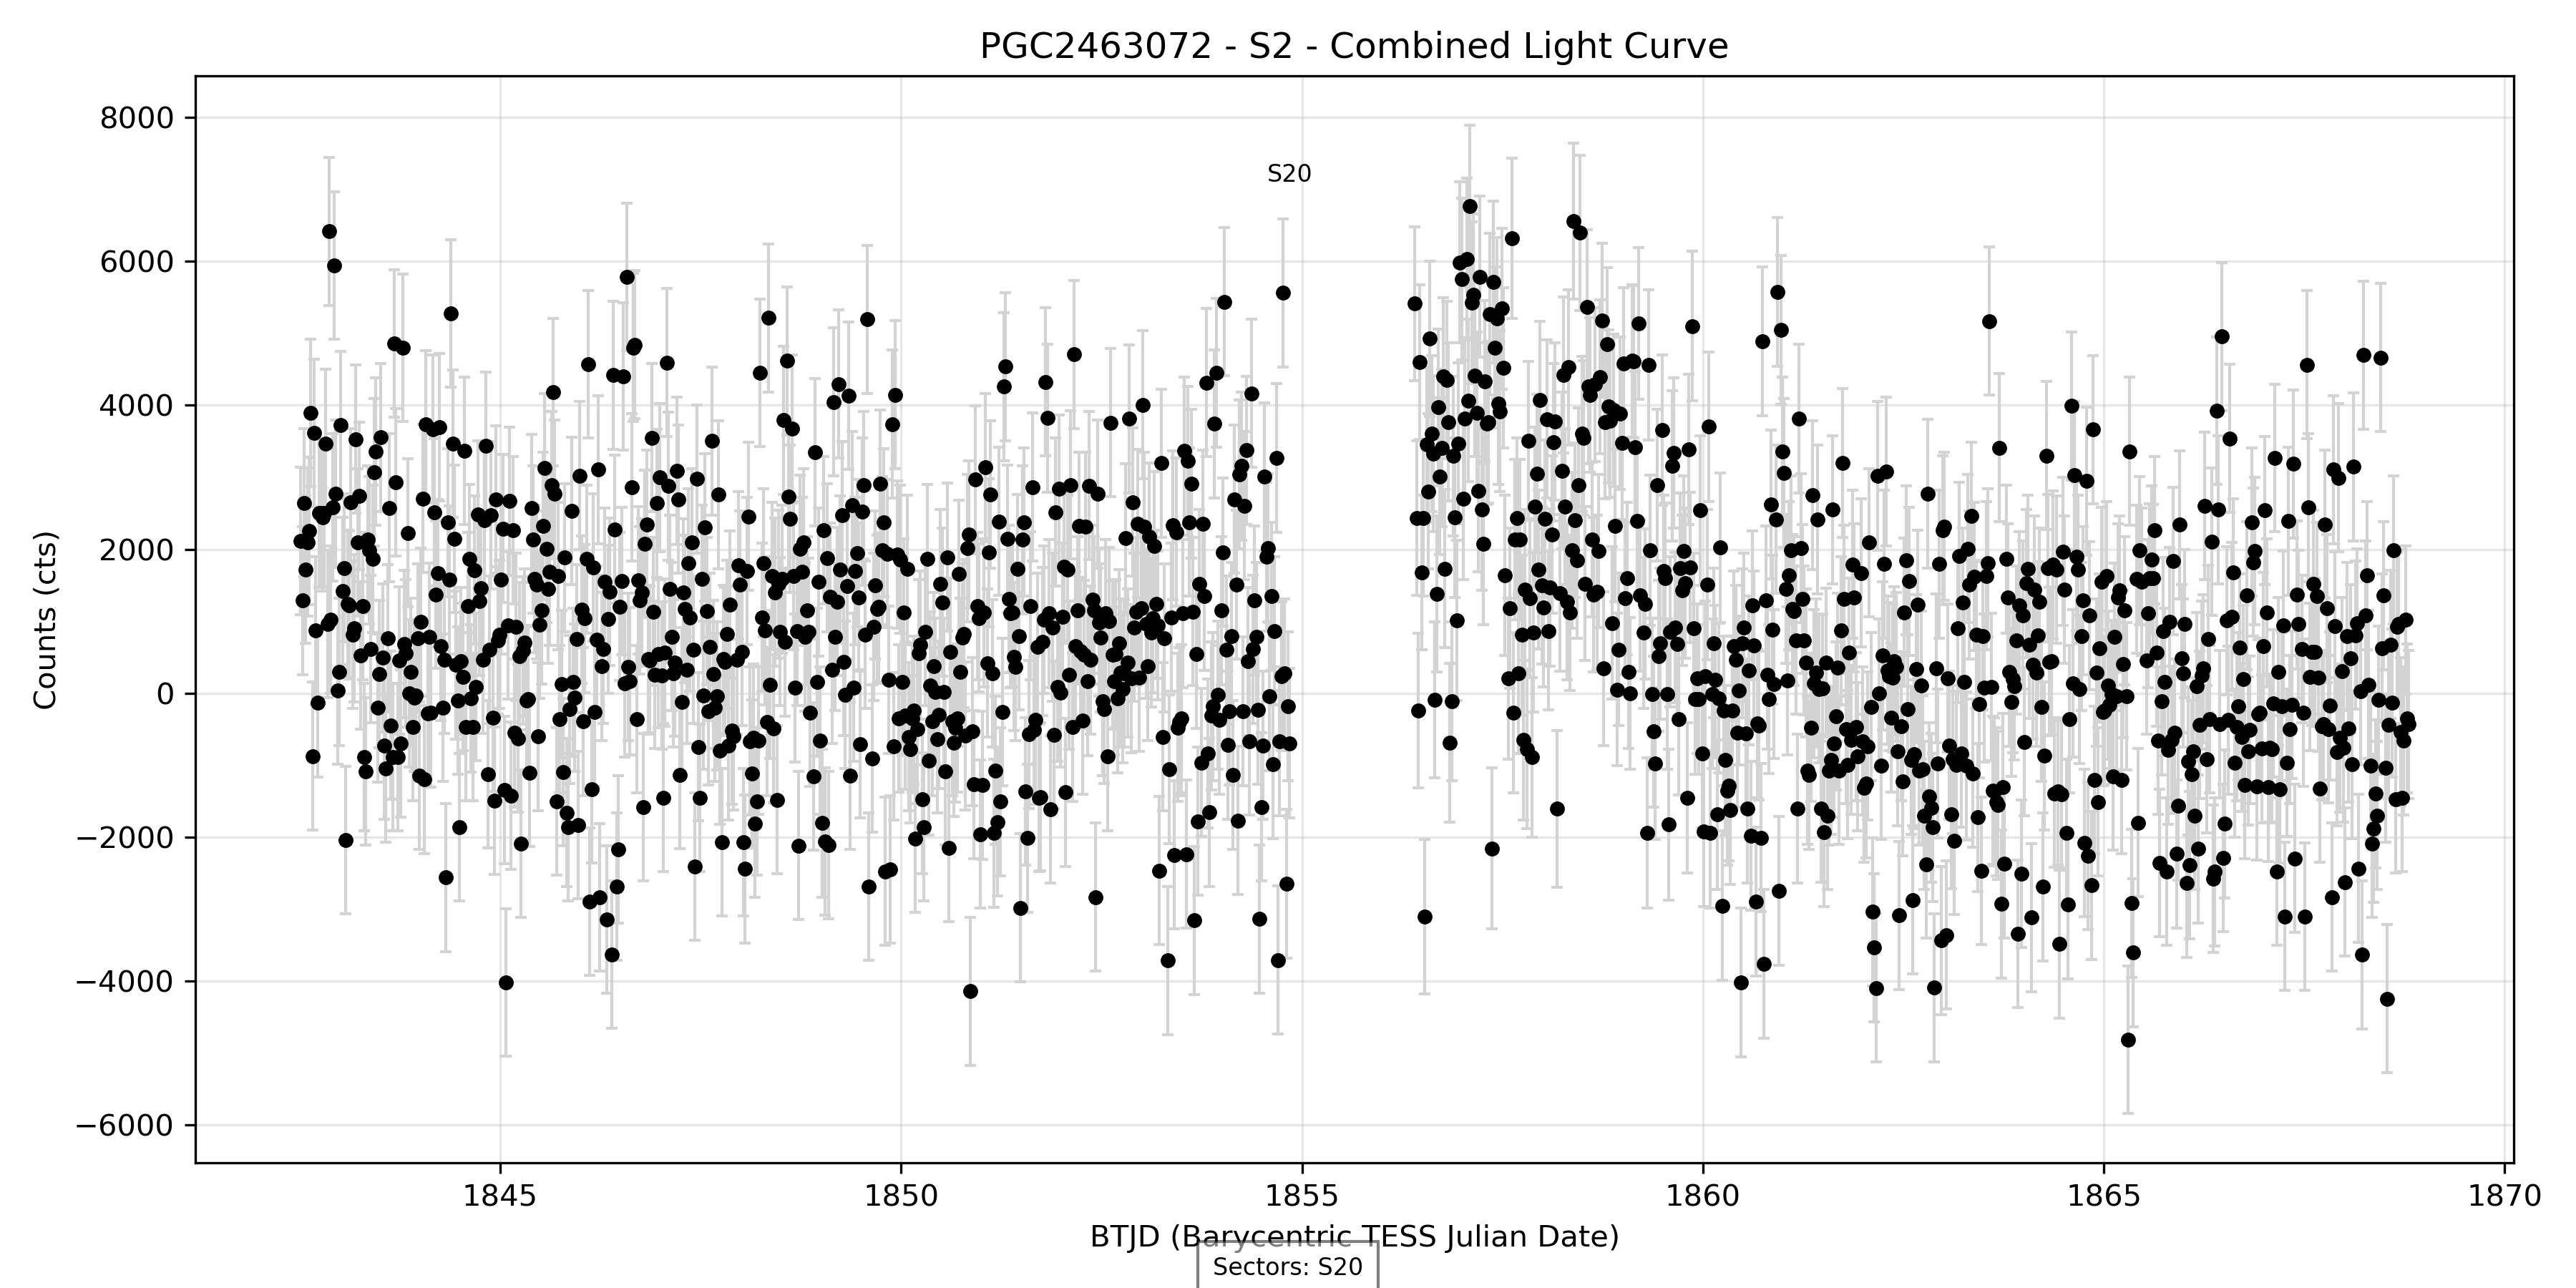 PGC2463072 - S2 - Combined Light Curve
Counts (cts)
8000
6000
4000
2000
0
−2000
−4000
−6000
S20
1845 1850 1855 1860 1865 1870
BTJD (Barycentric TESS Julian Date)
Sectors: S20